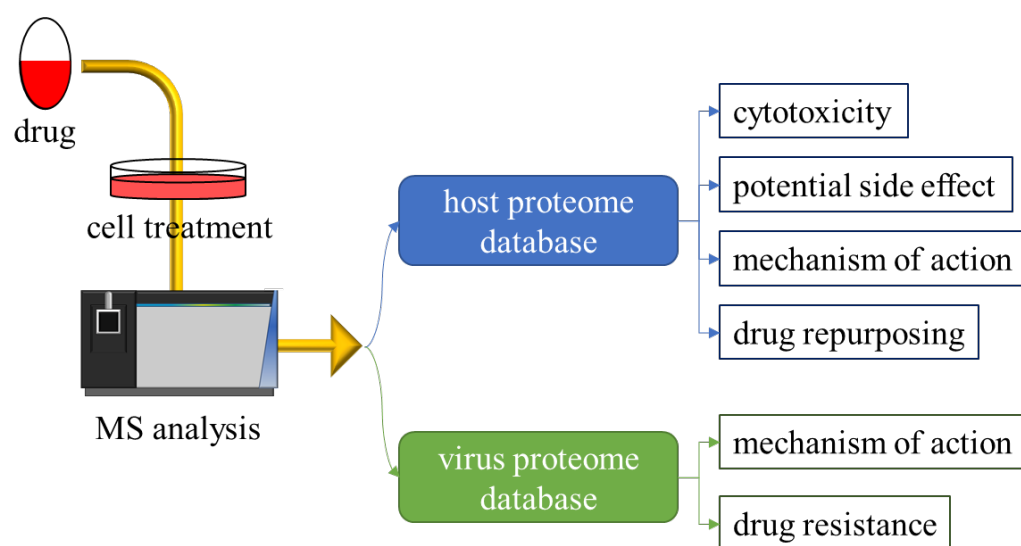 drug
cell treatment
MS analysis
host proteome
database
cytotoxicity
potential side effect
mechanism of action
drug repurposing
virus proteome
database
mechanism of action
drug resistance